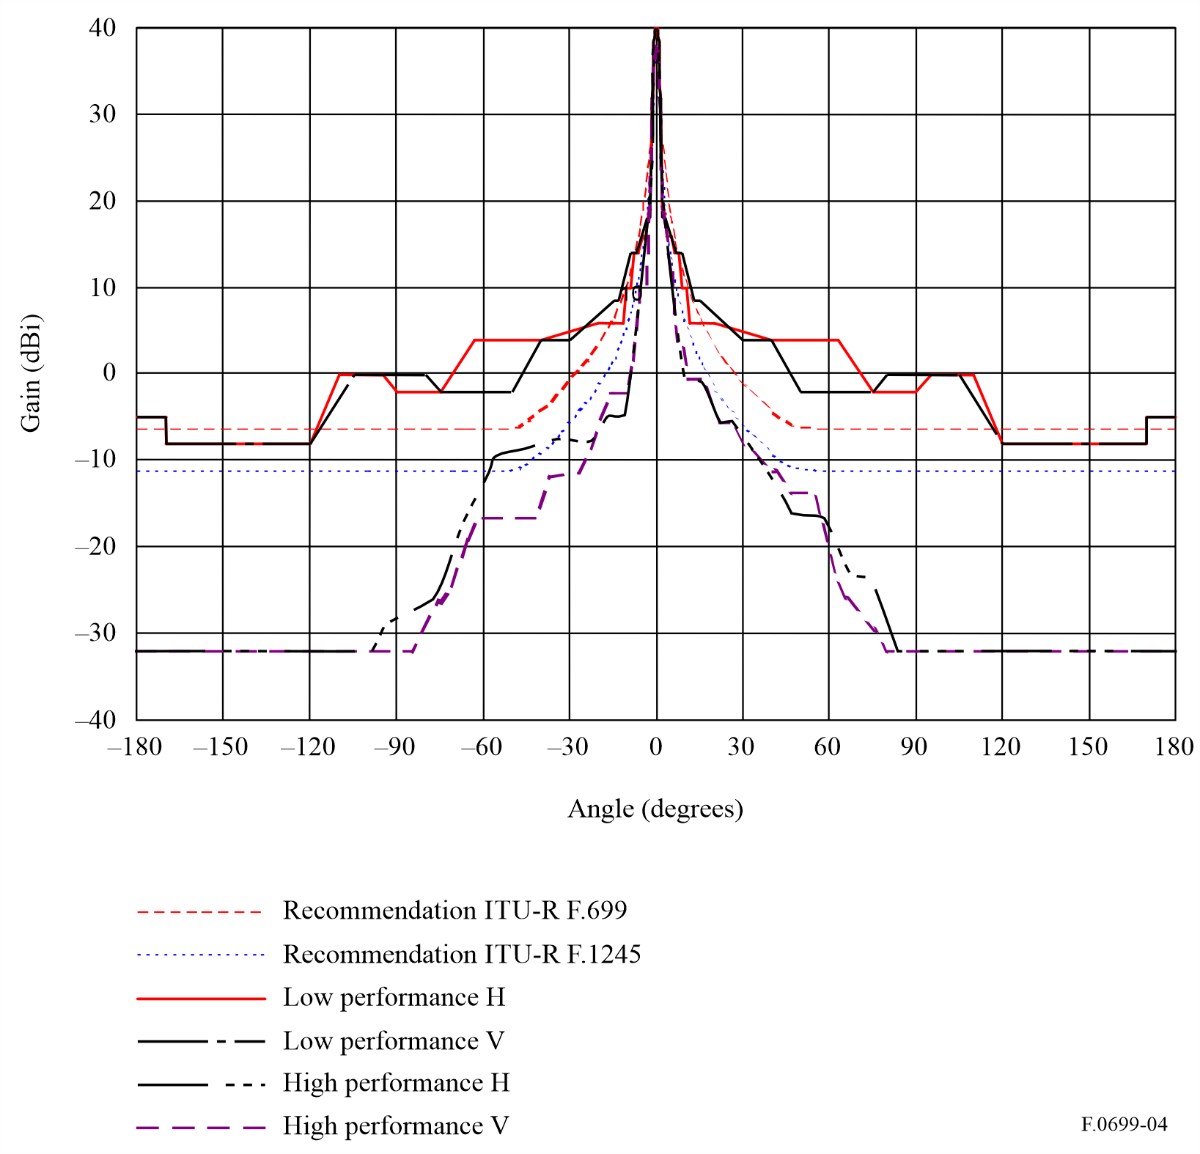 40
30
20
10
0
–10
–20
–30
–40
Gain (dBi)
–180 –150 –120 –90 –60 –30 0 30 60 90 120 150 180
Angle (degrees)
Recommendation ITU-R F.699
Recommendation ITU-R F.1245
Low performance H
Low performance V
High performance H
High performance V
F.0699-04